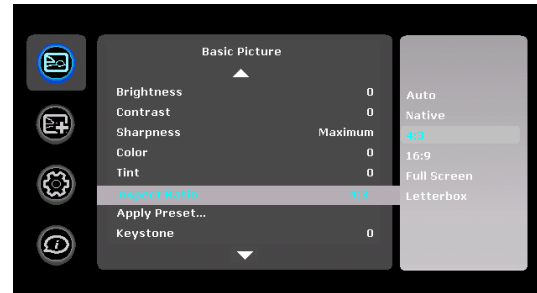 Basic Picture
Brightness 0
Contrast 0
Sharpness Maximum
Color 0
Tint 0
Aspect Ratio 4:3
Apply Preset...
Keystone 0
Auto
Native
4:3
16:9
Full Screen
Letterbox